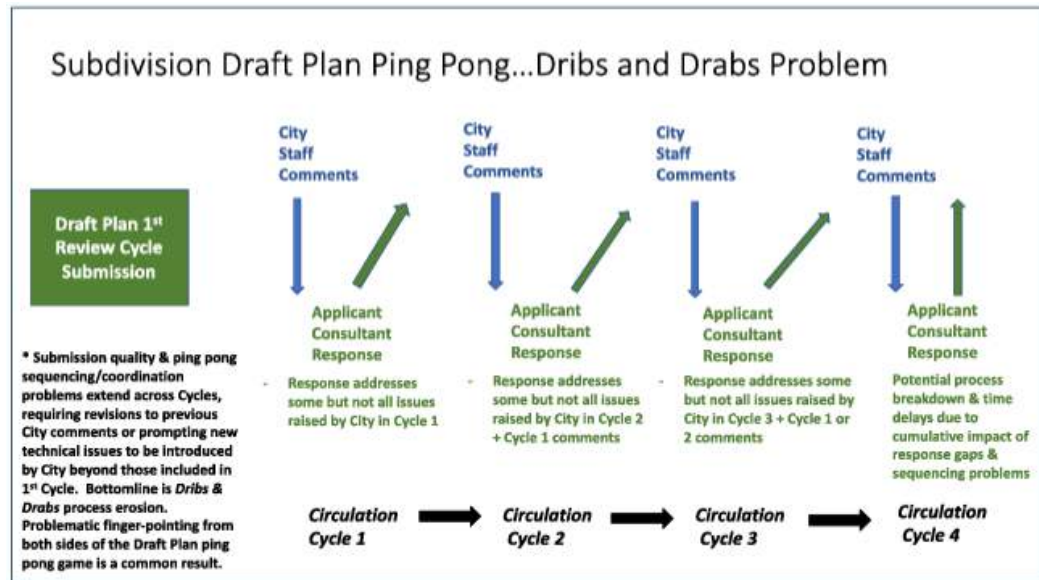 Subdivision Draft Plan Ping Pong...Dribs and Drabs Problem
City
Staff
Comments
City
Staff
Comments
City
Staff
Comments
City
Staff
Comments
Draft Plan 1st
Review Cycle
Submission
Applicant
Consultant
Response
Applicant
Consultant
Response
Applicant
Consultant
Response
Applicant
Consultant
Response
* Submission quality & ping pong
sequencing/coordination
problems extend across Cycles,
requiring revisions to previous
City comments or prompting new
technical issues to be introduced
by City beyond those included in
1st Cycle. Bottomline is Dribs &
Drabs process erosion.
Problematic finger-pointing from
both sides of the Draft Plan ping
pong game is a common result.
- Response addresses
some but not all issues
raised by City in Cycle 1
- Response addresses
some but not all issues
raised by City in Cycle 2
+ Cycle 1 comments
- Response addresses some
but not all issues raised by
City in Cycle 3 + Cycle 1 or
2 comments
Potential process
breakdown & time
delays due to
cumulative impact of
response gaps &
sequencing problems
Circulation
Cycle 1
Circulation
Cycle 2
Circulation
Cycle 3
Circulation
Cycle 4